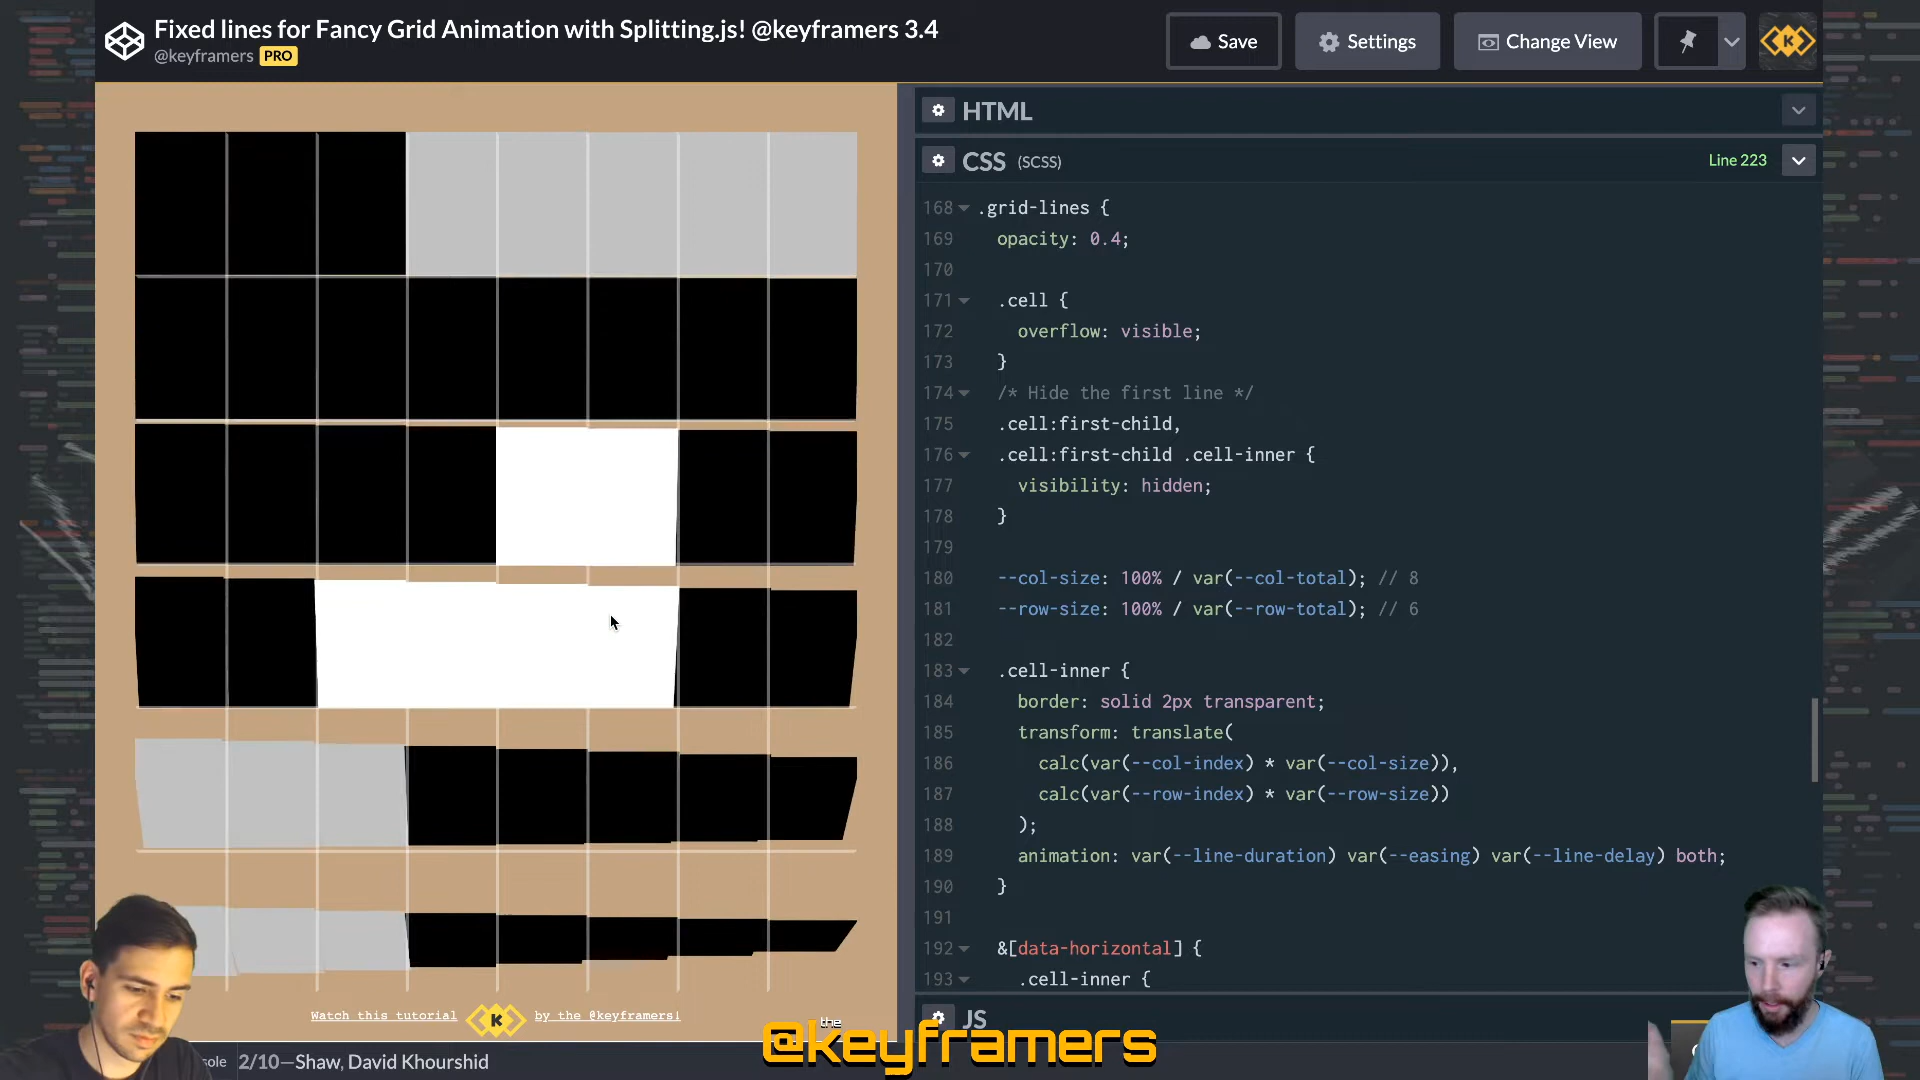 Fixed lines for Fancy Grid Animation with Splitting.js! @keyframers 3.4
@keyframers PRO
Save
Settings
Change View
HTML
CSS (SCSS)
Line 223
168 .grid-lines {
169 opacity: 0.4;
170
171 .cell {
172 overflow: visible;
173 }
174 /* Hide the first line */
175 .cell:first-child,
176 .cell:first-child .cell-inner {
177 visibility: hidden;
178 }
179
180 --col-size: 100% / var(--col-total); // 8
181 --row-size: 100% / var(--row-total); // 6
182
183 .cell-inner {
184 border: solid 2px transparent;
185 transform: translate(
186 calc(var(--col-index) * var(--col-size)),
187 calc(var(--row-index) * var(--row-size))
188 );
189 animation: var(--line-duration) var(--easing) var(--line-delay) both;
190 }
191
192 &[data-horizontal] {
193 .cell-inner {
JS
Watch this tutorial K by the @keyframers!
the
@keyframers
sole 2/10—Shaw, David Khourshid